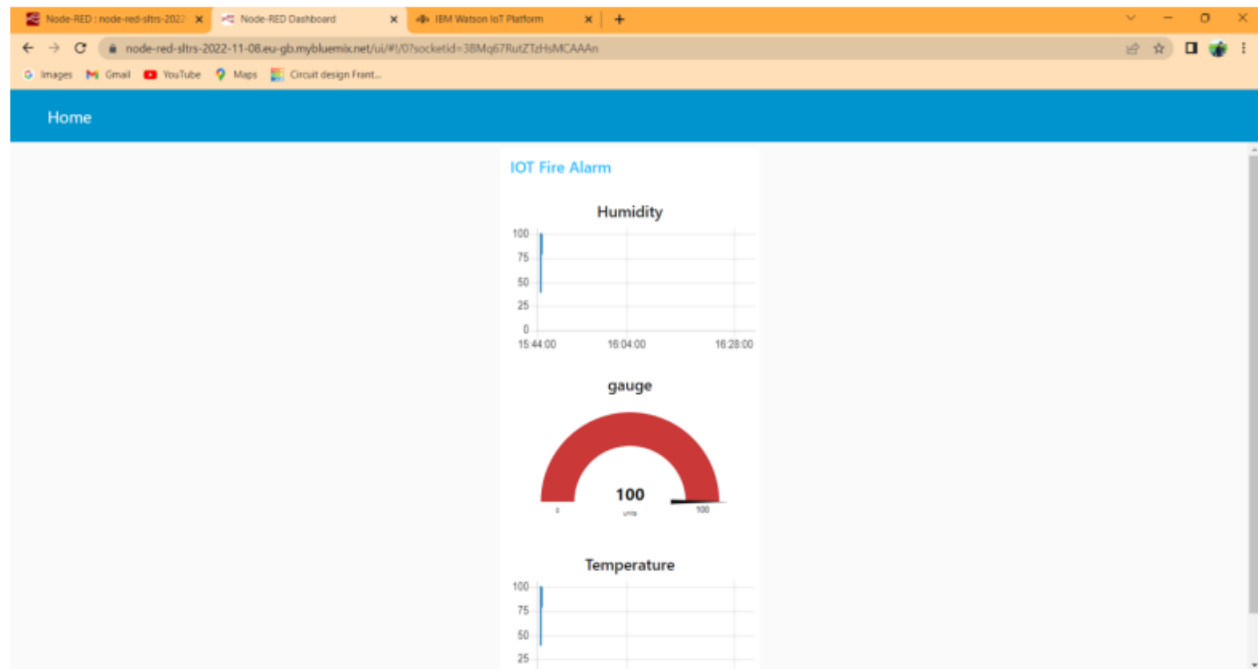 Node-RED : node-red-sltrs-2022 Node-RED Dashboard IBM Watson IoT Platform
node-red-sltrs-2022-11-08.eu-gb.mybluemix.net/ui/#!/0?socketid=3BMq67RutZTzHsMCAAAn
Images Gmail YouTube Maps Circuit design Frant...
Home
IOT Fire Alarm
Humidity
100
75
50
25
0
15:44:00 16:04:00 16:28:00
gauge
100
0 units 100
Temperature
100
75
50
25